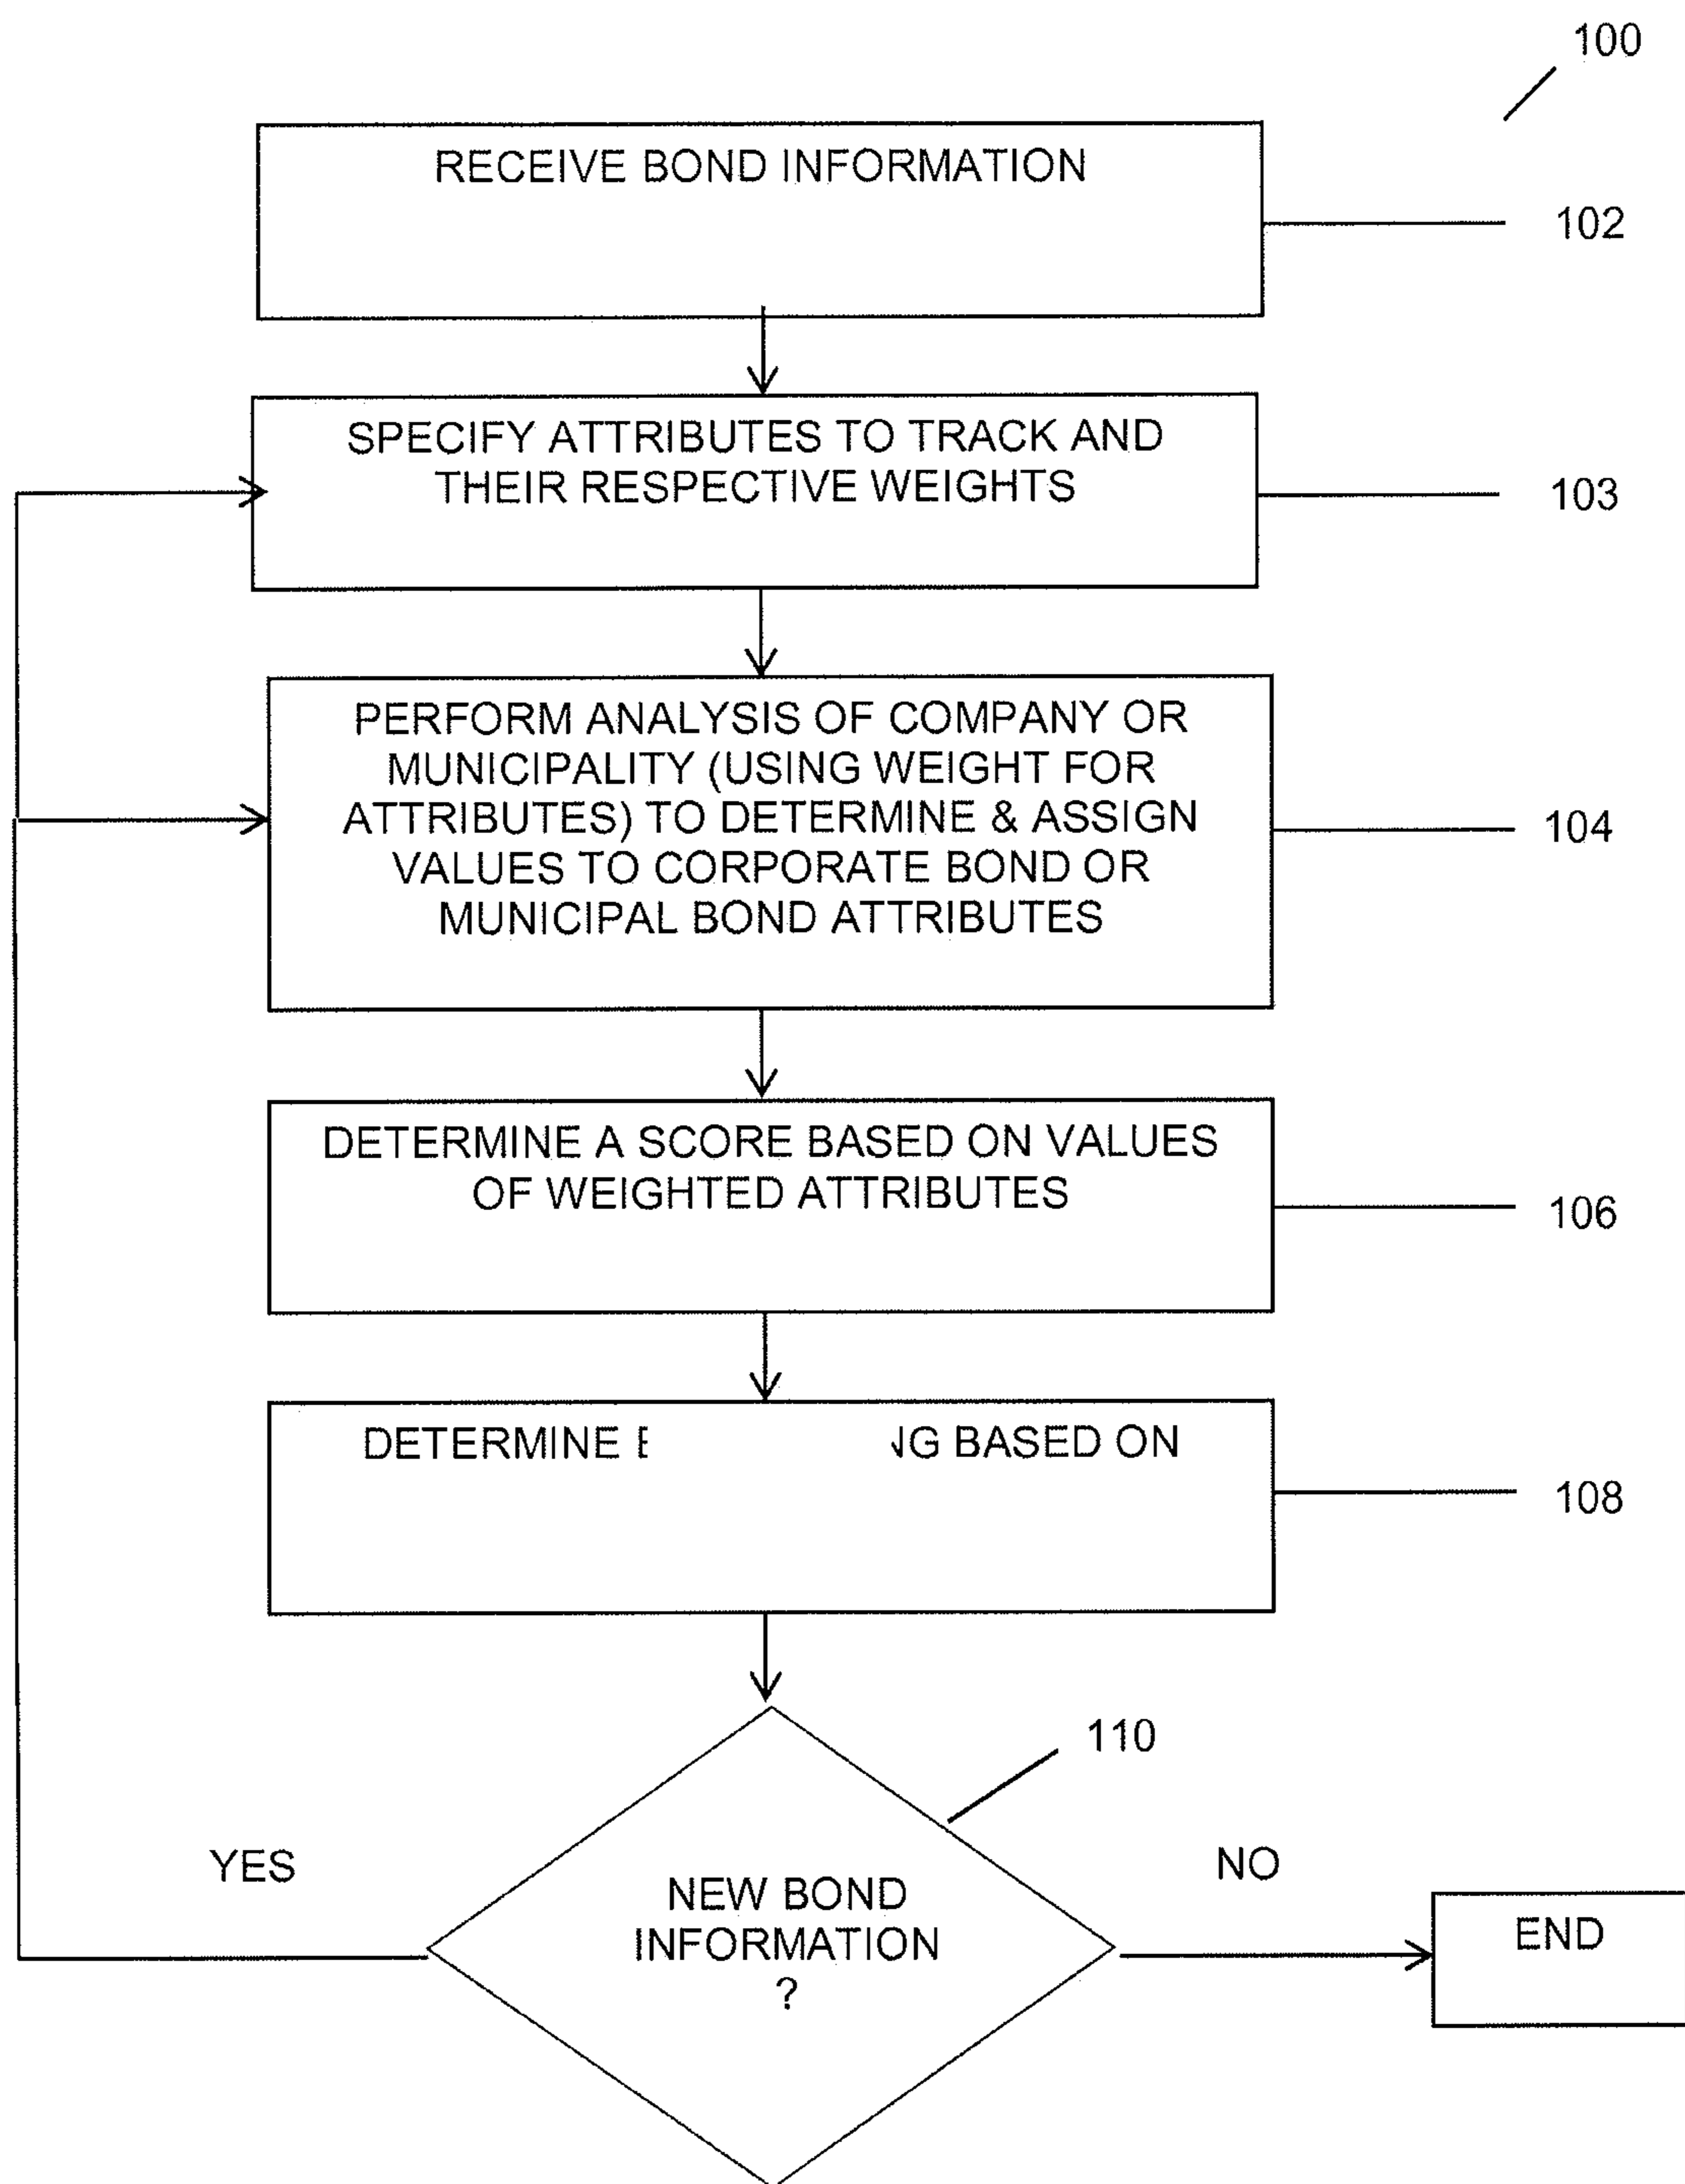 100
RECEIVE BOND INFORMATION
102
SPECIFY ATTRIBUTES TO TRACK AND
THEIR RESPECTIVE WEIGHTS
103
PERFORM ANALYSIS OF COMPANY OR
MUNICIPALITY (USING WEIGHT FOR
ATTRIBUTES) TO DETERMINE & ASSIGN
VALUES TO CORPORATE BOND OR
MUNICIPAL BOND ATTRIBUTES
104
DETERMINE A SCORE BASED ON VALUES
OF WEIGHTED ATTRIBUTES
106
DETERMINE BASED ON
108
110
YES
NEW BOND
INFORMATION
?
NO
END